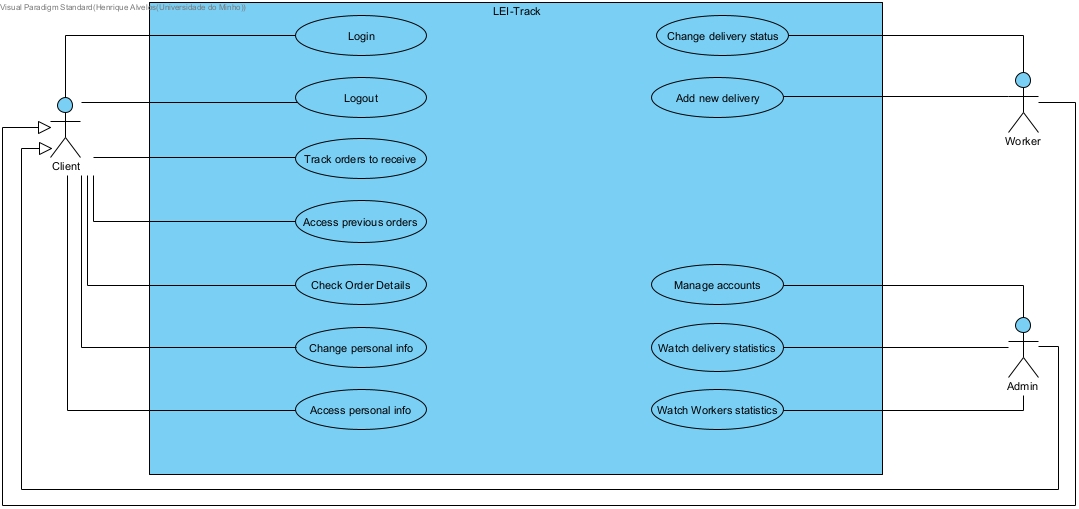 Visual Paradigm Standard(Henrique Alves(Universidade do Minho))
LEI-Track
Login
Change delivery status
Logout
Add new delivery
Track orders to receive
Client
Worker
Access previous orders
Check Order Details
Manage accounts
Change personal info
Watch delivery statistics
Admin
Access personal info
Watch Workers statistics